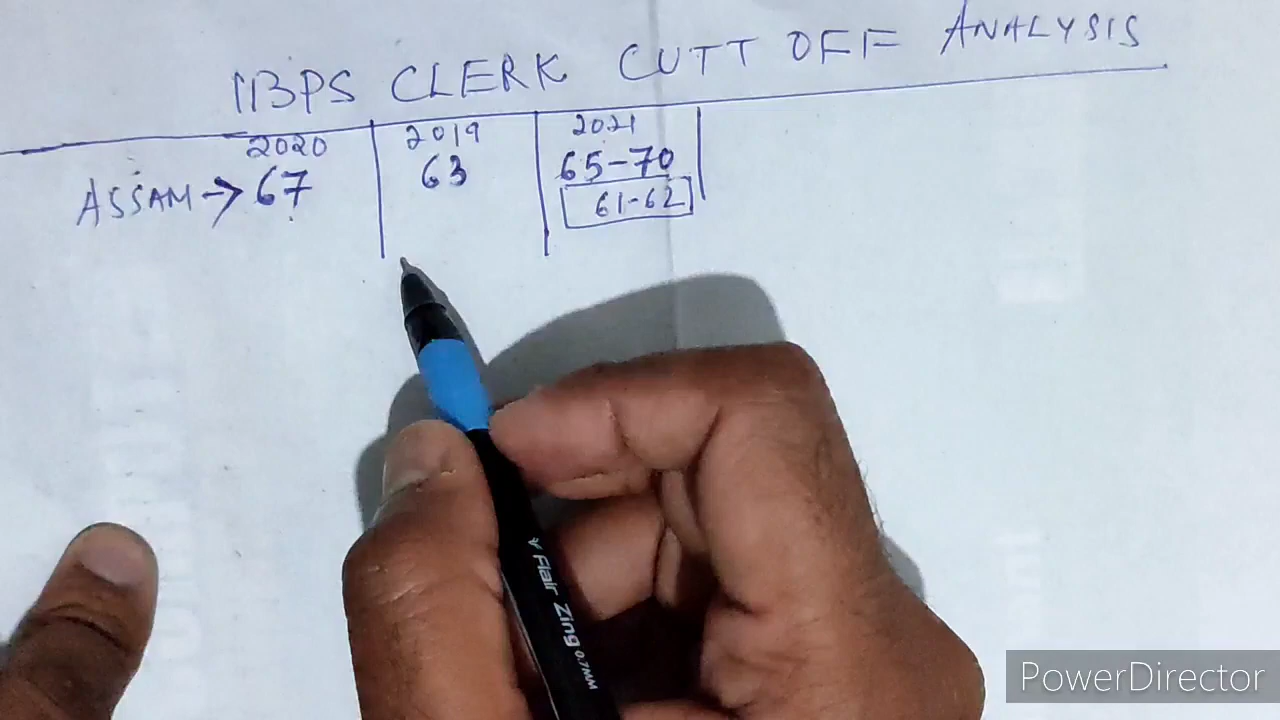 IBPS CLERK CUTT OFF ANALYSIS
2020 2019 2021
ASSAM → 67 63 65-70
61-62
Flair Zing 0.7MM
PowerDirector